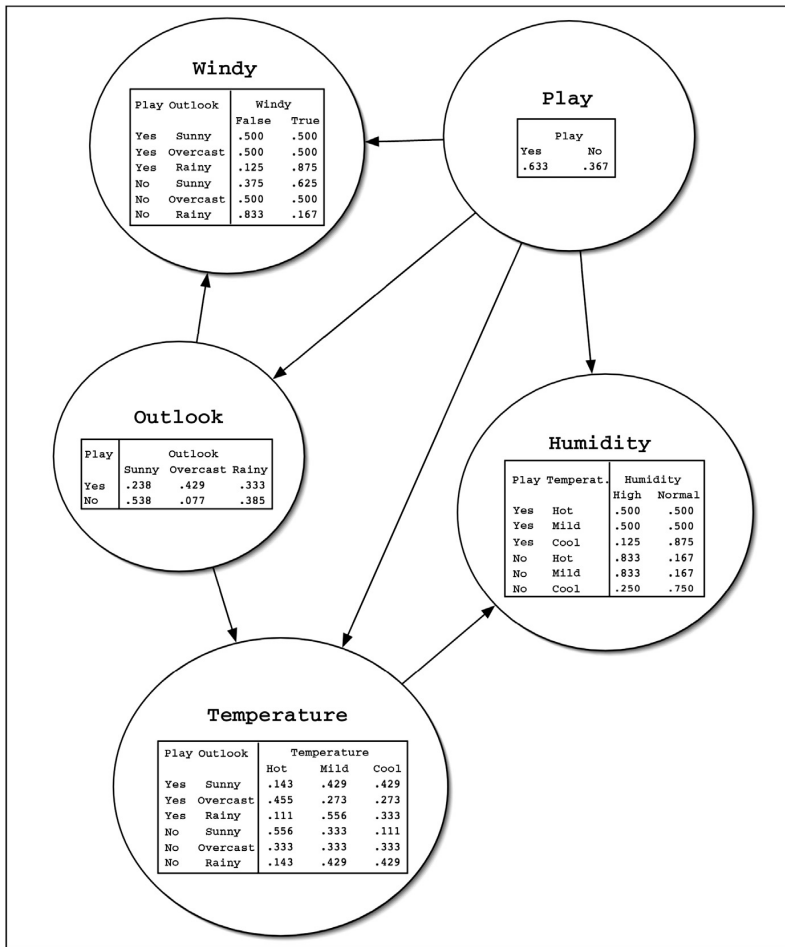 Windy
Play Outlook Windy
False True
Yes Sunny .500 .500
Yes Overcast .500 .500
Yes Rainy .125 .875
No Sunny .375 .625
No Overcast .500 .500
No Rainy .833 .167
Play
Play
Yes No
.633 .367
Outlook
Play Outlook
Sunny Overcast Rainy
Yes .238 .429 .333
No .538 .077 .385
Humidity
Play Temperat. Humidity
High Normal
Yes Hot .500 .500
Yes Mild .500 .500
Yes Cool .125 .875
No Hot .833 .167
No Mild .833 .167
No Cool .250 .750
Temperature
Play Outlook Temperature
Hot Mild Cool
Yes Sunny .143 .429 .429
Yes Overcast .455 .273 .273
Yes Rainy .111 .556 .333
No Sunny .556 .333 .111
No Overcast .333 .333 .333
No Rainy .143 .429 .429